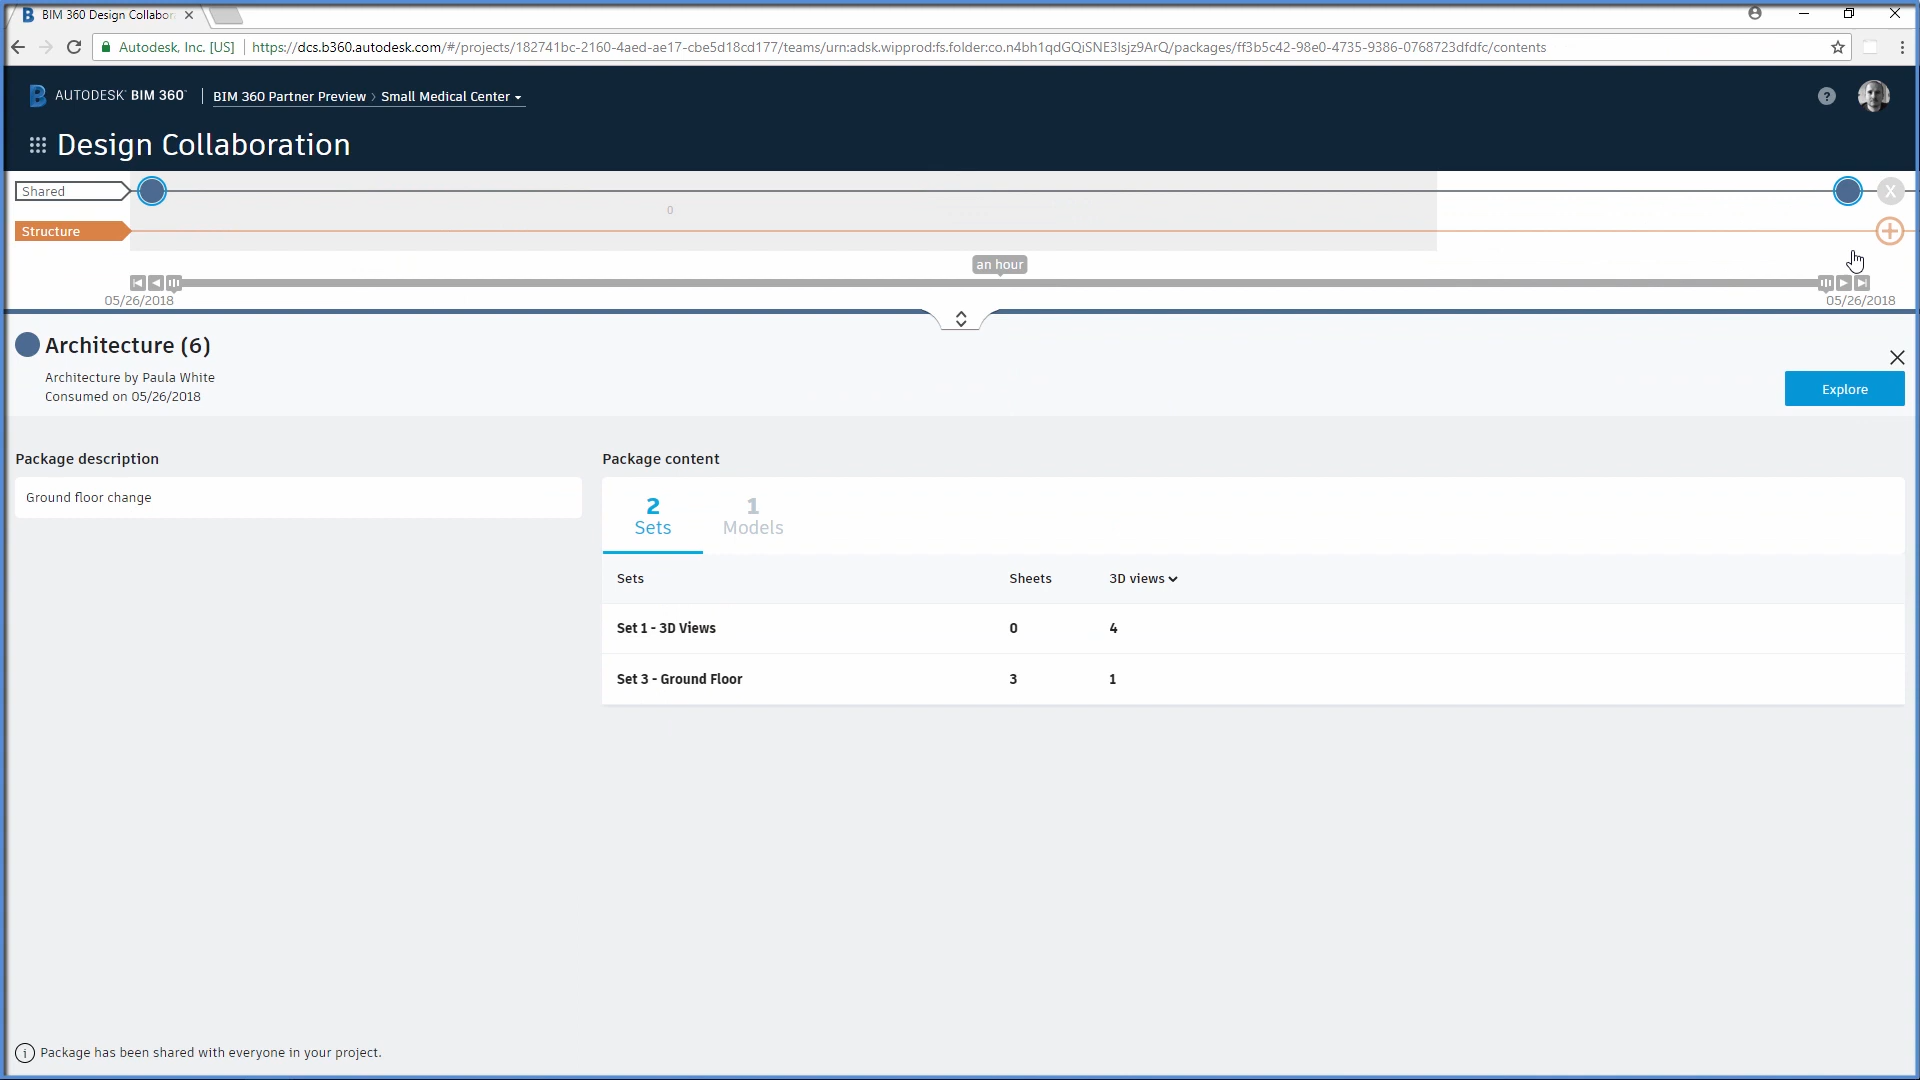 BIM 360 Design Collabor
Autodesk, Inc. [US] https://dcs.b360.autodesk.com/#/projects/182741bc-2160-4aed-ae17-cbe5d18cd177/teams/urn:adsk.wipprod:fs.folder:co.n4bh1qdGQiSNE3lsjz9ArQ/packages/ff3b5c42-98e0-4735-9386-0768723dfdfc/contents
AUTODESK BIM 360 BIM 360 Partner Preview > Small Medical Center
?
Design Collaboration
Shared
X
0
Structure
an hour
05/26/2018 05/26/2018
Architecture (6)
Architecture by Paula White
Consumed on 05/26/2018
Explore
Package description Package content
Ground floor change
2 1
Sets Models
Sets Sheets 3D views
Set 1 - 3D Views 0 4
Set 3 - Ground Floor 3 1
Package has been shared with everyone in your project.